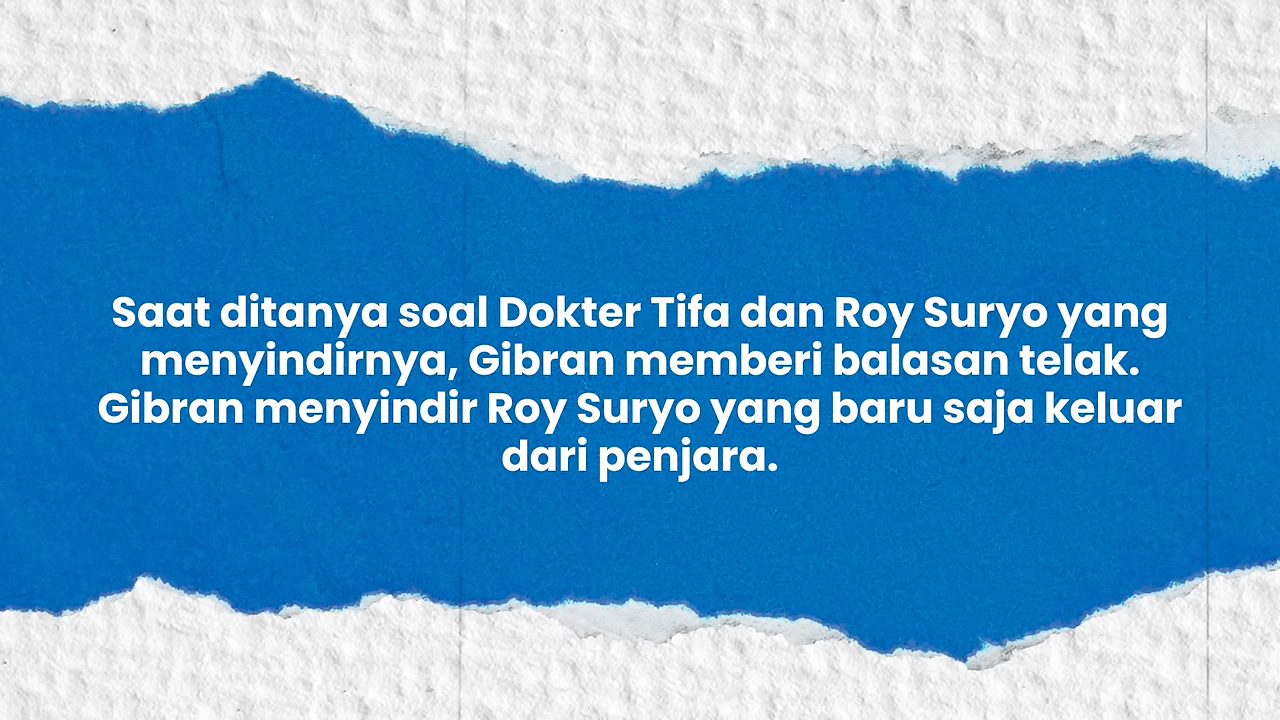 Saat ditanya soal Dokter Tifa dan Roy Suryo yang
menyindirnya, Gibran memberi balasan telak.
Gibran menyindir Roy Suryo yang baru saja keluar
dari penjara.